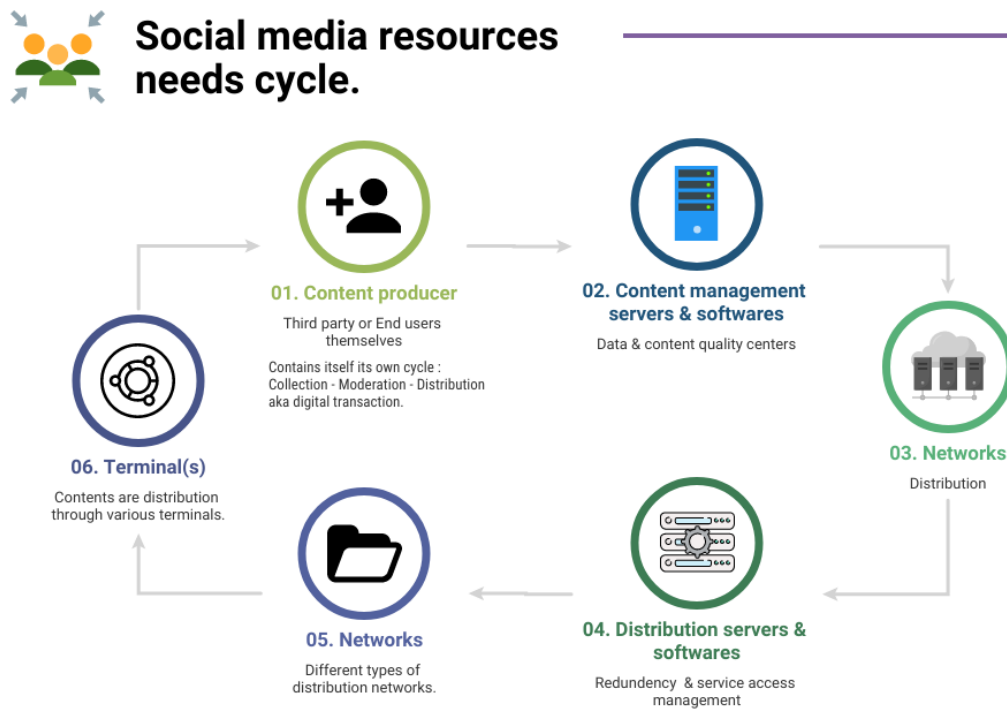 Social media resources
needs cycle.
01. Content producer
Third party or End users
themselves
Contains itself its own cycle :
Collection - Moderation - Distribution
aka digital transaction.
02. Content management
servers & softwares
Data & content quality centers
03. Networks
Distribution
04. Distribution servers &
softwares
Redundency & service access
management
05. Networks
Different types of
distribution networks.
06. Terminal(s)
Contents are distribution
through various terminals.